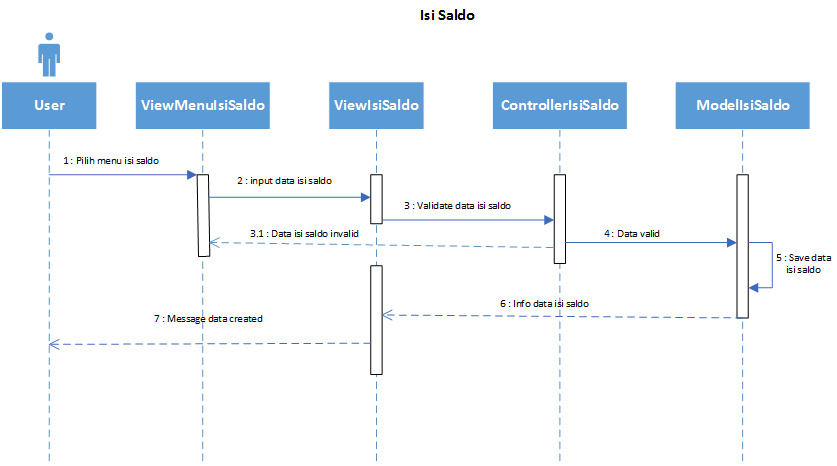 Isi Saldo
User
ViewMenuIsiSaldo
ViewIsiSaldo
ControllerIsiSaldo
ModelIsiSaldo
1 : Pilih menu isi saldo
2 : input data isi saldo
3 : Validate data isi saldo
3.1 : Data isi saldo invalid
4 : Data valid
5 : Save data
isi saldo
6 : Info data isi saldo
7 : Message data created